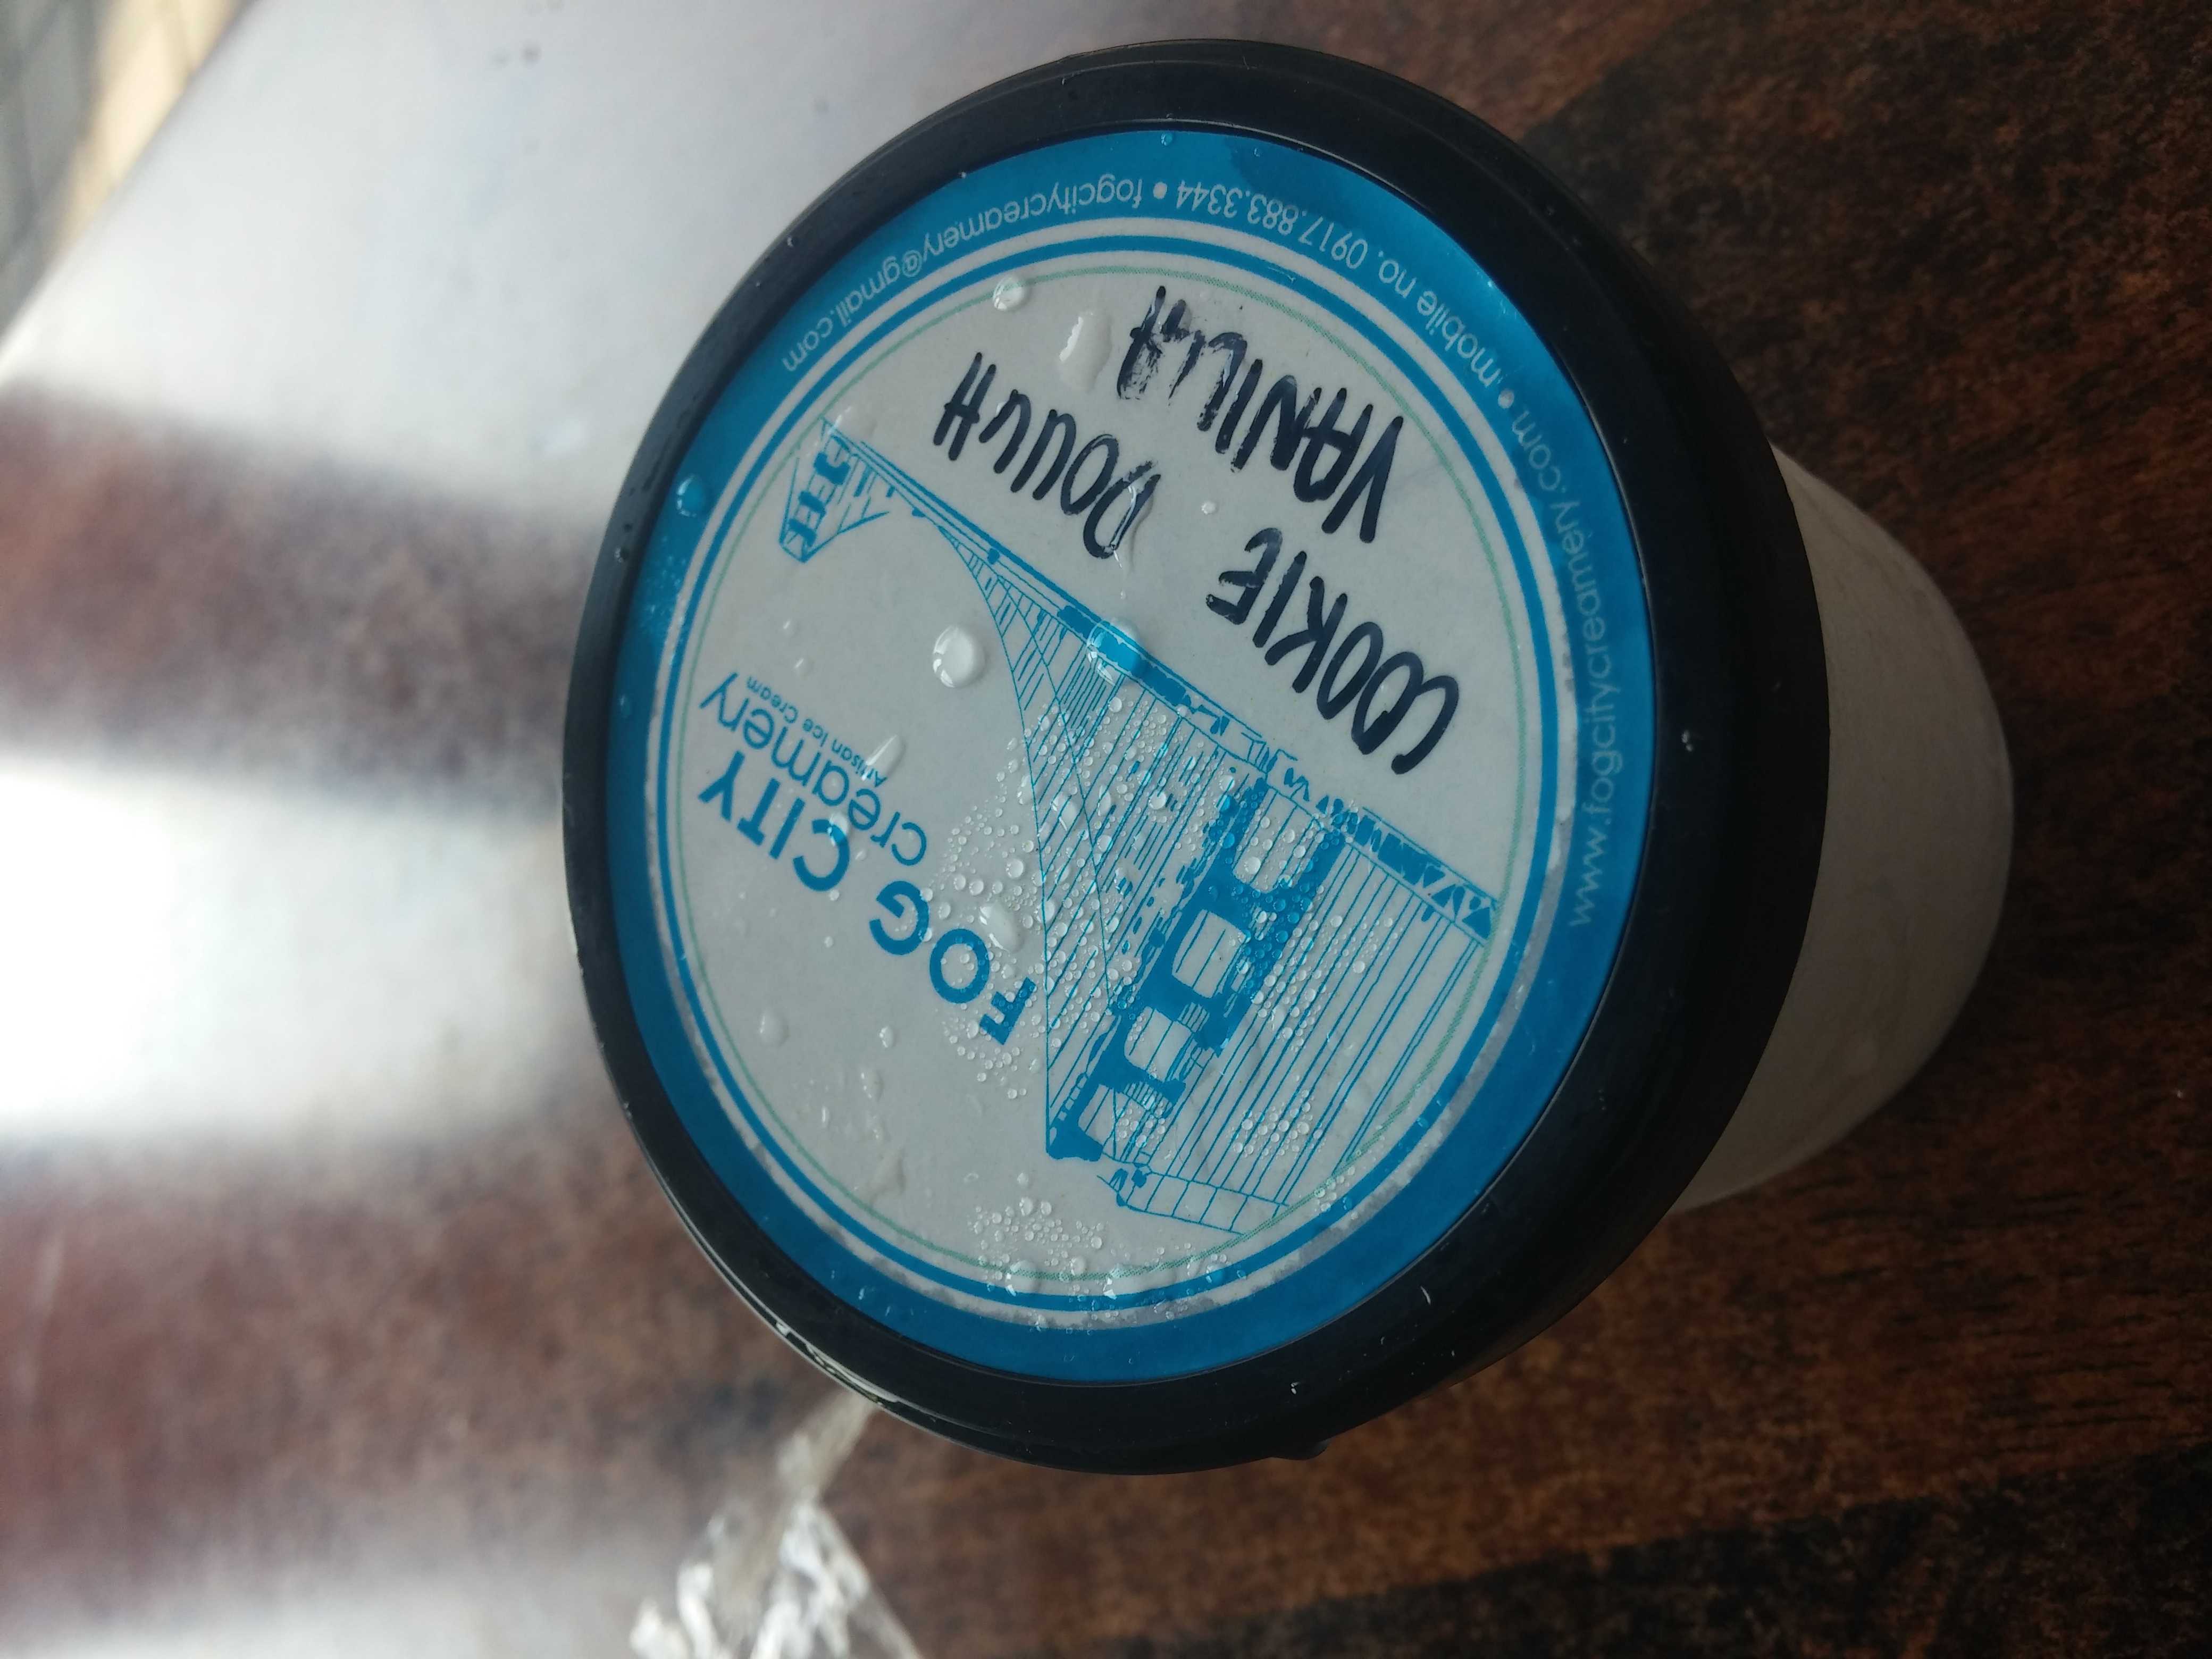 FOG CITY
creamery
Artisan Ice Cream
COOKIE DOUGH
VANILLA
www.fogcitycreamery.com • mobile no. 0917.883.3344 • fogcitycreamery@gmail.com